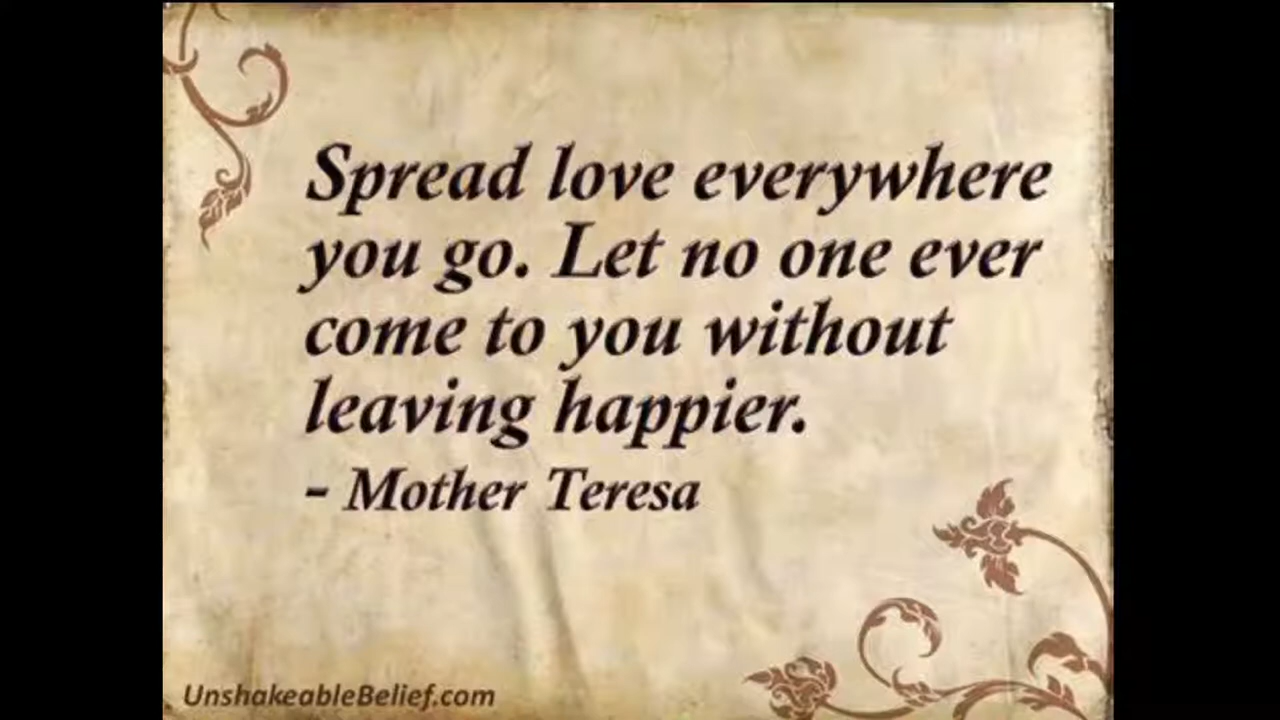 Spread love everywhere
you go. Let no one ever
come to you without
leaving happier.
- Mother Teresa
UnshakeableBelief.com